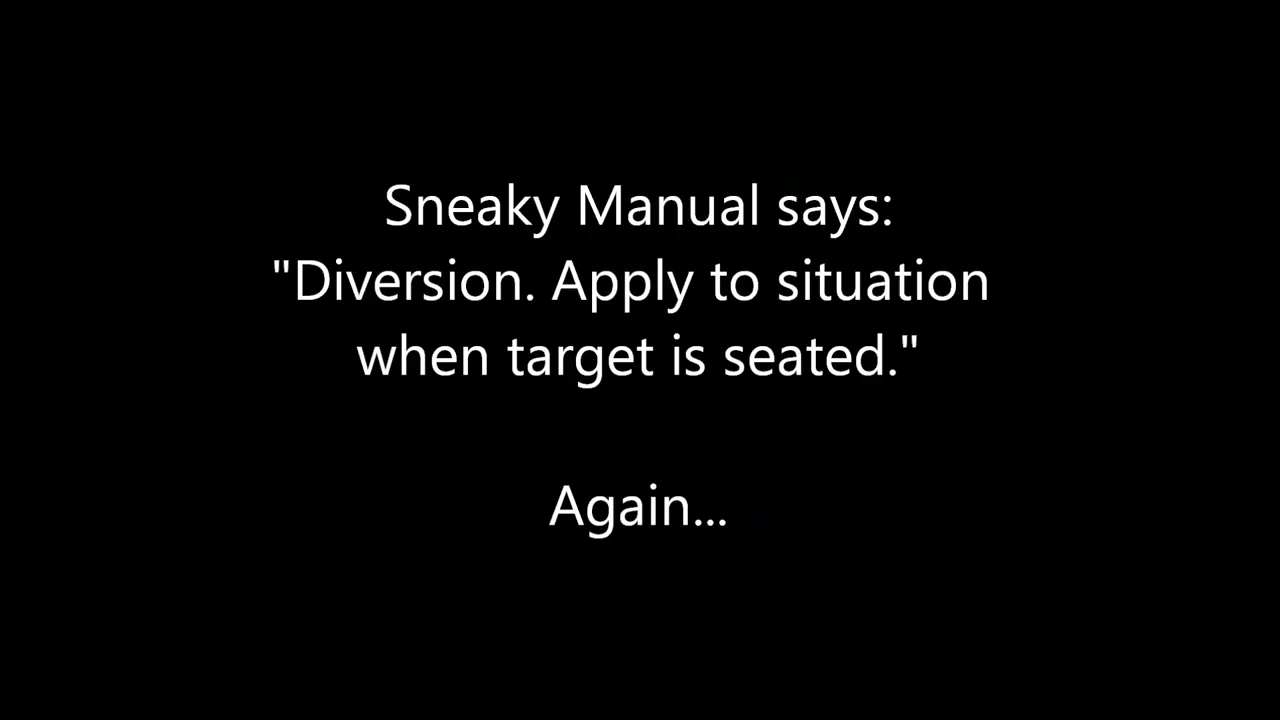 Sneaky Manual says:
"Diversion. Apply to situation
when target is seated."
Again...